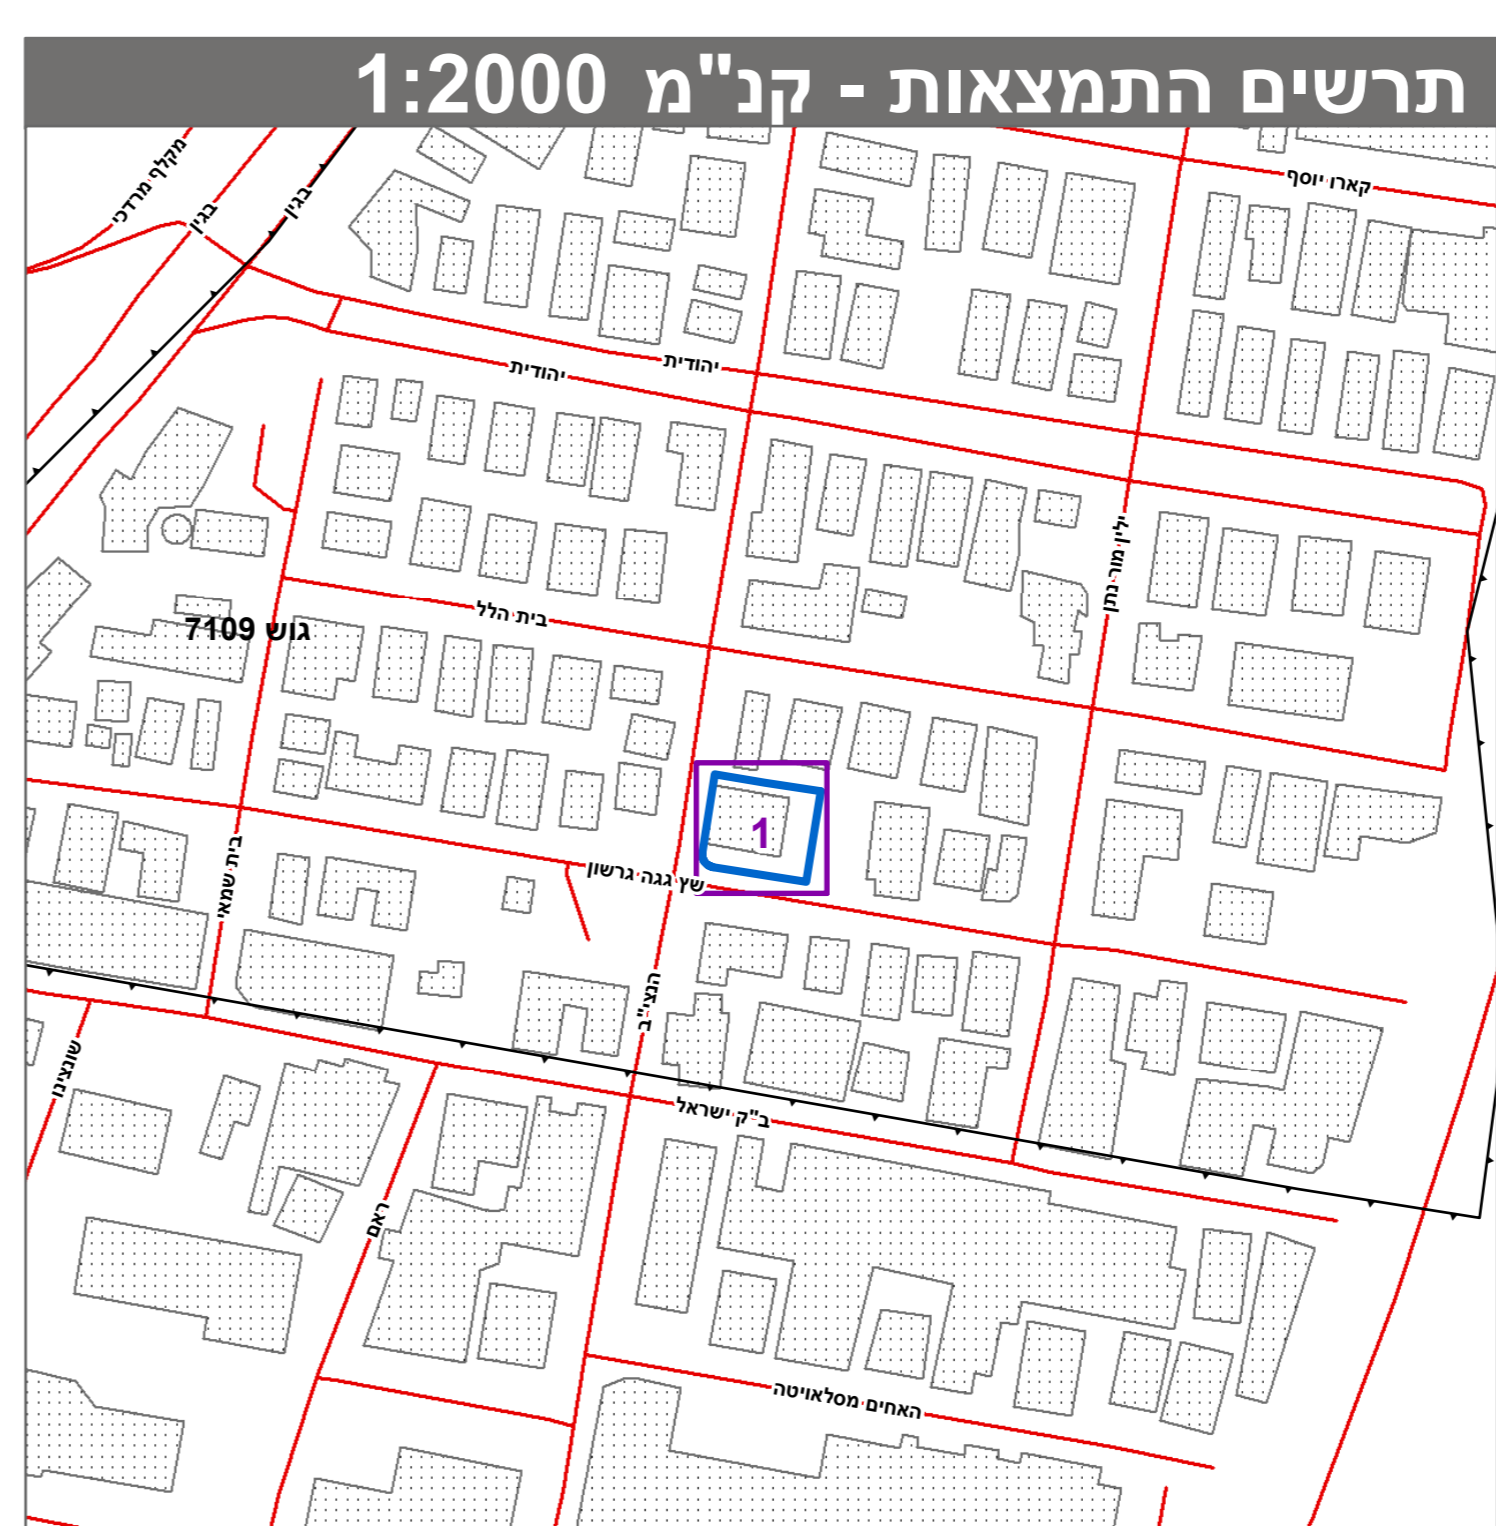 תרשים התמצאות - קנ"מ 1:2000
מקלף מרדכי
בגין
בגין
קארו יוסף
יהודית
יהודית
ילין מור נתן
בית הלל
גוש 7109
1
שץ גגה גרשון
בית שמאי
הנצי"ב
שונצינו
ב"ק ישראל
ראם
האחים מסלאויטה